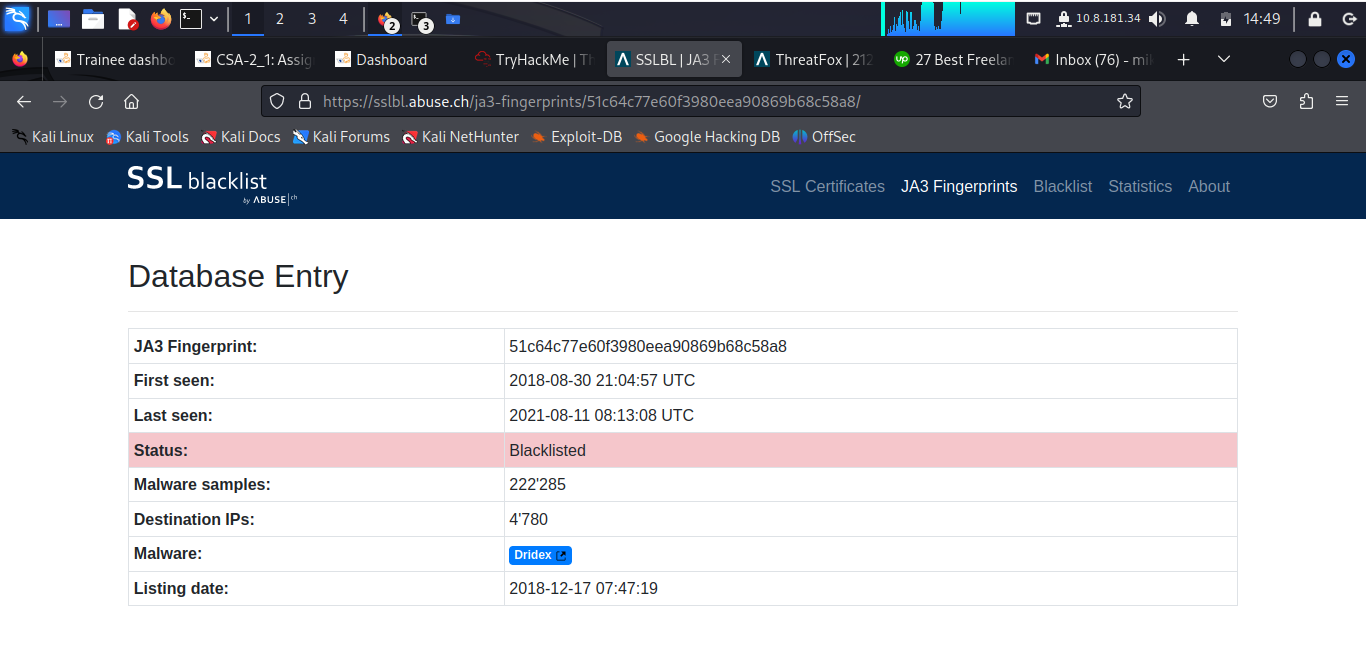 1 2 3 4 2 3 10.8.181.34 14:49
Trainee dashbo CSA-2_1: Assig Dashboard TryHackMe | Th SSLBL | JA3 F ThreatFox | 212 27 Best Freelan Inbox (76) - mi
https://sslbl.abuse.ch/ja3-fingerprints/51c64c77e60f3980eea90869b68c58a8/
Kali Linux Kali Tools Kali Docs Kali Forums Kali NetHunter Exploit-DB Google Hacking DB OffSec
SSL blacklist
by ABUSE|ch
SSL Certificates JA3 Fingerprints Blacklist Statistics About
Database Entry
JA3 Fingerprint: 51c64c77e60f3980eea90869b68c58a8
First seen: 2018-08-30 21:04:57 UTC
Last seen: 2021-08-11 08:13:08 UTC
Status: Blacklisted
Malware samples: 222'285
Destination IPs: 4'780
Malware: Dridex
Listing date: 2018-12-17 07:47:19